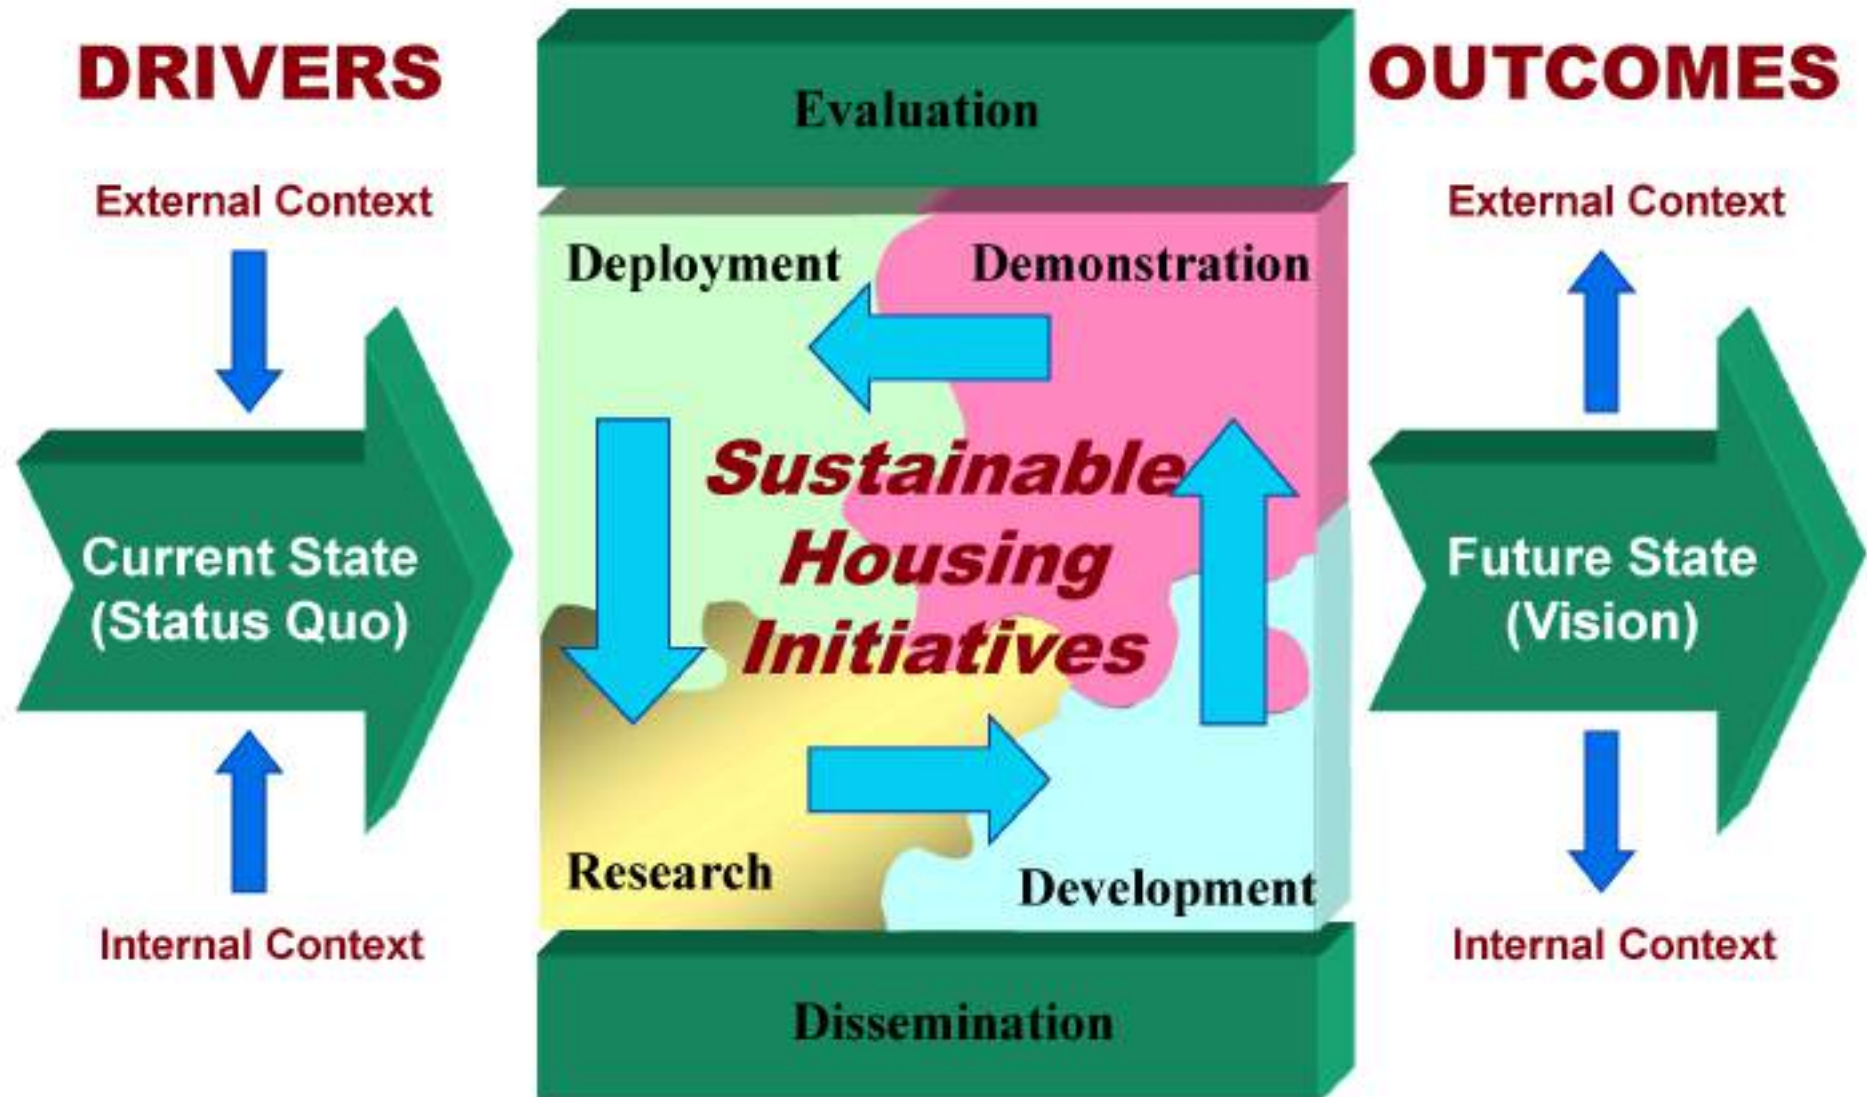 DRIVERS
External Context
Current State
(Status Quo)
Internal Context
Evaluation
Deployment
Demonstration
Sustainable
Housing
Initiatives
Research
Development
Dissemination
OUTCOMES
External Context
Future State
(Vision)
Internal Context